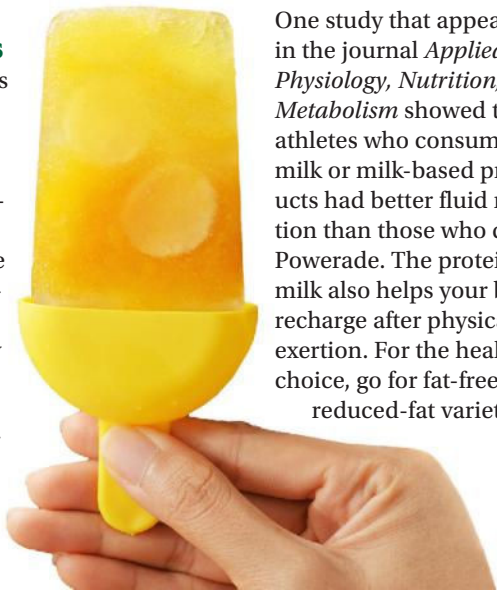 One study that appea
in the journal Applied
Physiology, Nutrition,
Metabolism showed t
athletes who consum
milk or milk-based pr
ucts had better fluid r
tion than those who d
Powerade. The protei
milk also helps your b
recharge after physica
exertion. For the heal
choice, go for fat-free
reduced-fat variet